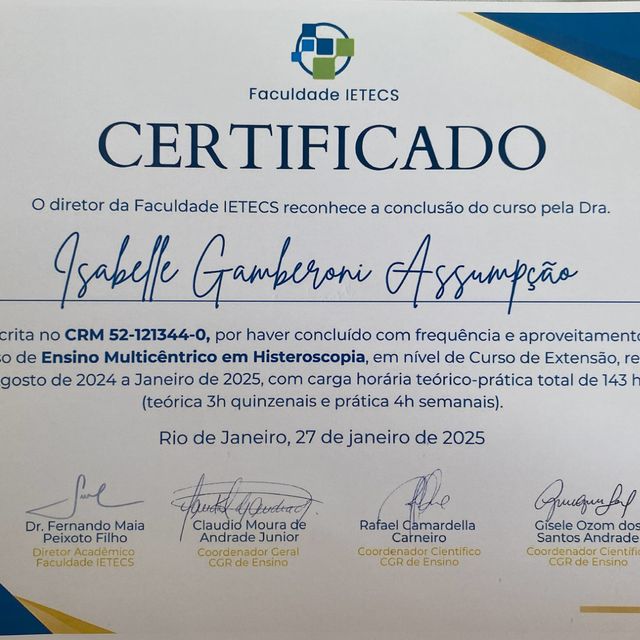 Faculdade IETECS
CERTIFICADO
O diretor da Faculdade IETECS reconhece a conclusão do curso pela Dra.
Isabelle Gamberoni Assumpção
crita no CRM 52-121344-0, por haver concluído com frequência e aproveitamento
so de Ensino Multicêntrico em Histeroscopia, em nível de Curso de Extensão, re
gosto de 2024 a Janeiro de 2025, com carga horária teórico-prática total de 143 h
(teórica 3h quinzenais e prática 4h semanais).
Rio de Janeiro, 27 de janeiro de 2025
Dr. Fernando Maia
Peixoto Filho
Diretor Acadêmico
Faculdade IETECS
Claudio Moura de
Andrade Junior
Coordenador Geral
CGR de Ensino
Rafael Camardella
Carneiro
Coordenador Científico
CGR de Ensino
Gisele Ozom dos
Santos Andrade
Coordenador Científic
CGR de Ensino